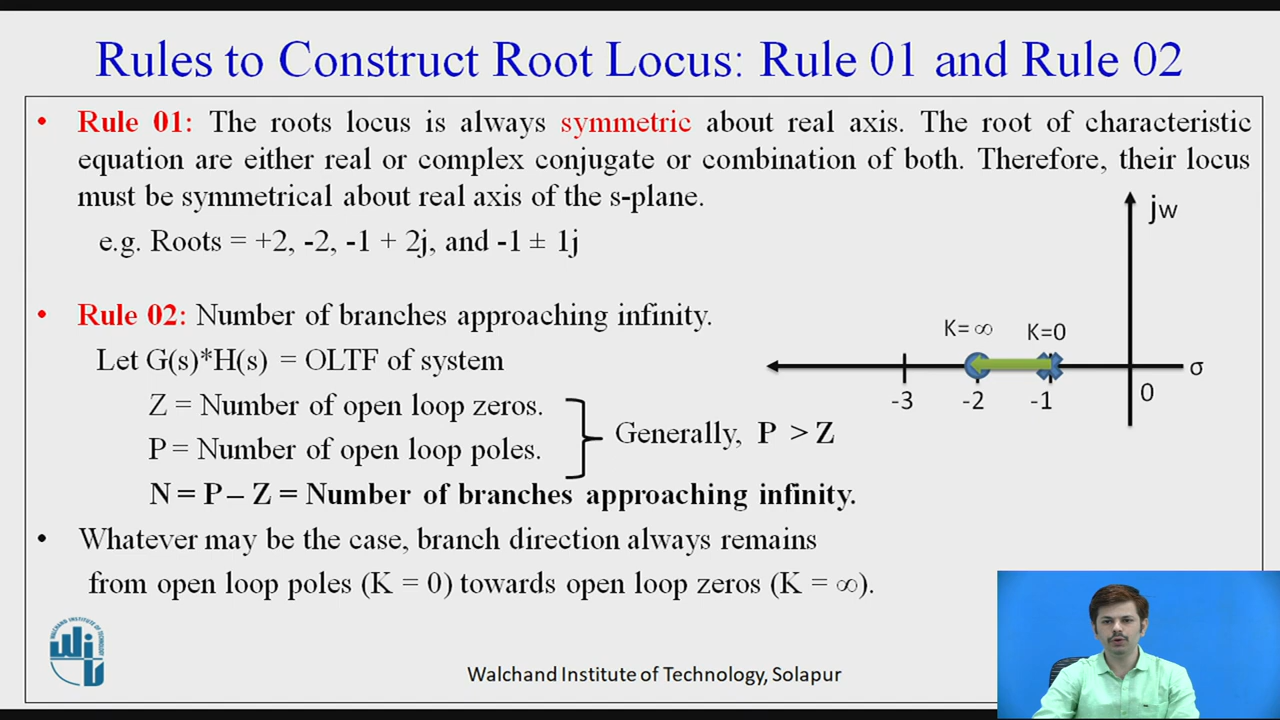 Rules to Construct Root Locus: Rule 01 and Rule 02
• Rule 01: The roots locus is always symmetric about real axis. The root of characteristic
equation are either real or complex conjugate or combination of both. Therefore, their locus
must be symmetrical about real axis of the s-plane.
e.g. Roots = +2, -2, -1 + 2j, and -1 ± 1j
jw
• Rule 02: Number of branches approaching infinity.
K= ∞ K=0
Let G(s)*H(s) = OLTF of system
σ
-3 -2 -1 0
Z = Number of open loop zeros.
P = Number of open loop poles.
Generally, P > Z
N = P – Z = Number of branches approaching infinity.
• Whatever may be the case, branch direction always remains
from open loop poles (K = 0) towards open loop zeros (K = ∞).
WALCHAND INSTITUTE OF TECHNOLOGY
Walchand Institute of Technology, Solapur